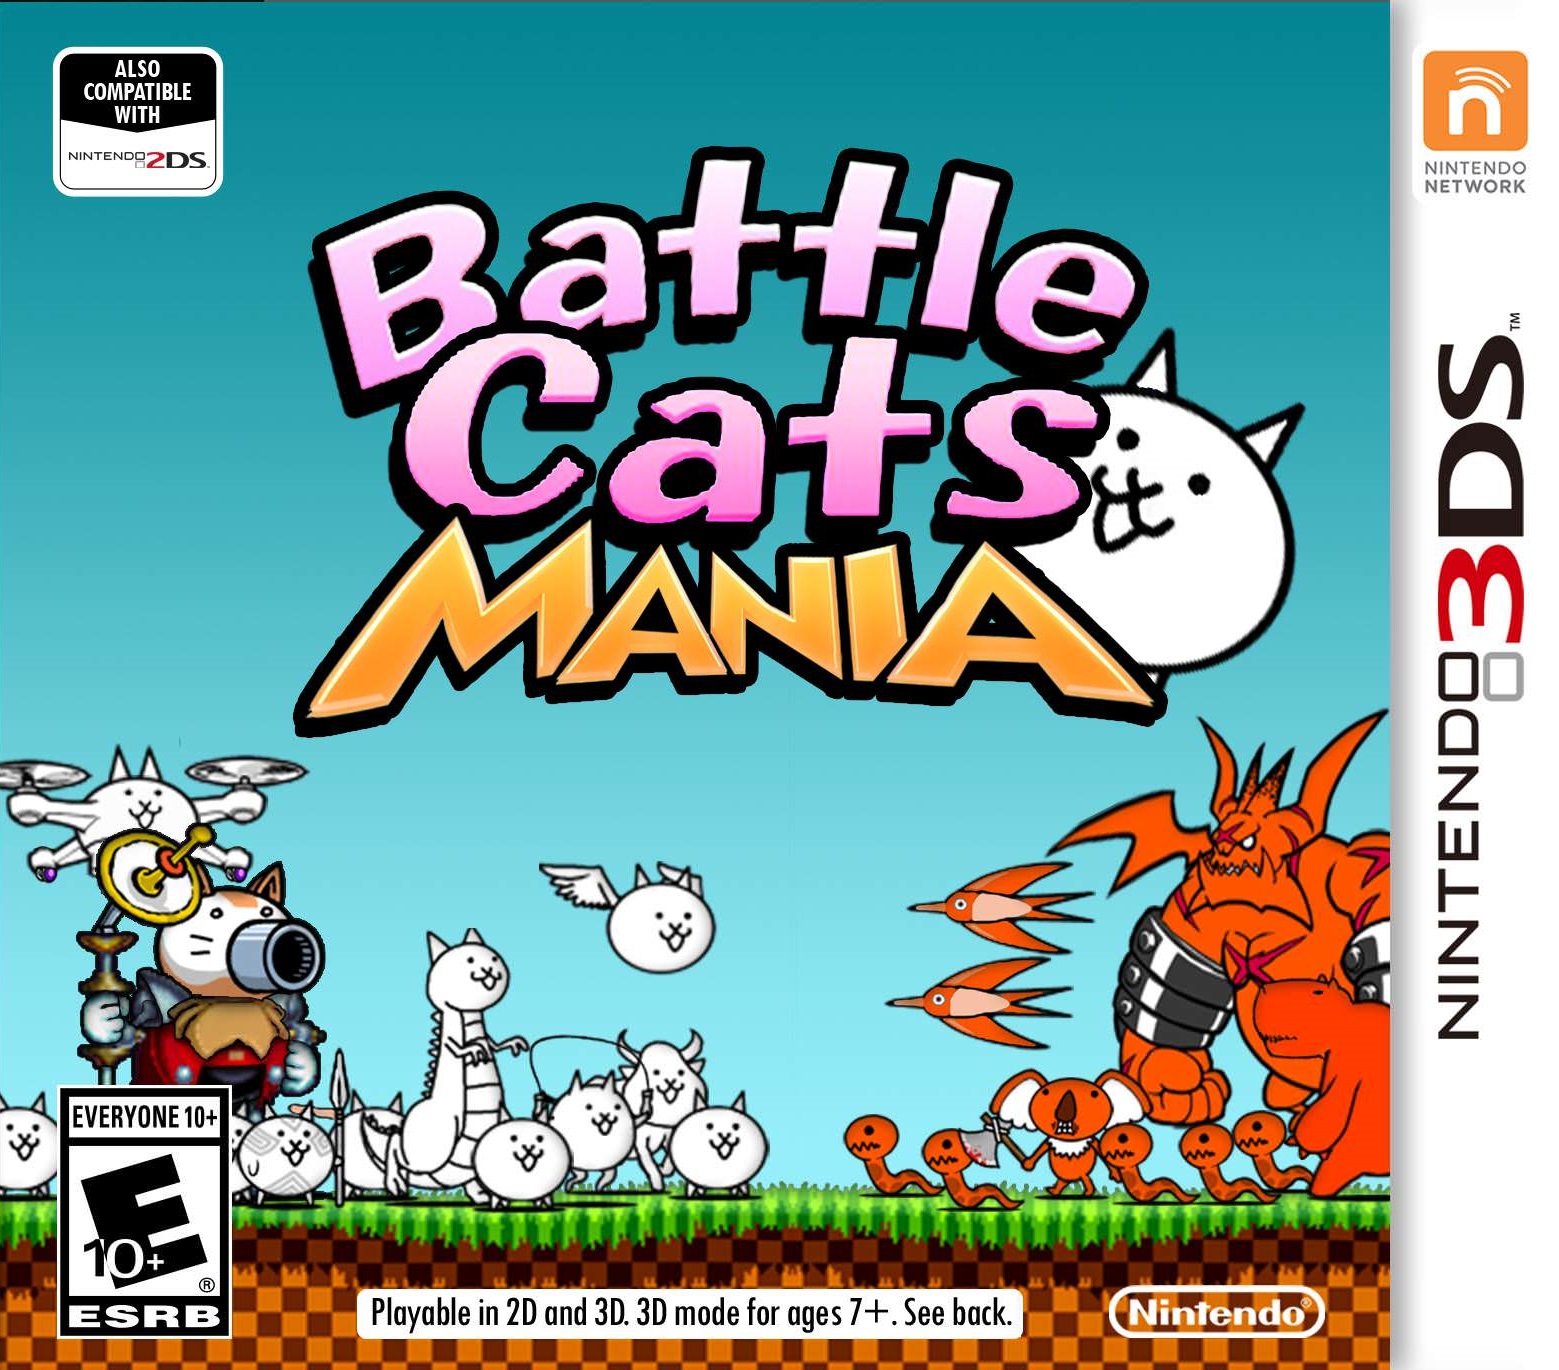 ALSO
COMPATIBLE
WITH
NINTENDO 2DS
Battle
Cats
MANIA
EVERYONE 10+
E
10+
®
ESRB
Playable in 2D and 3D. 3D mode for ages 7+. See back.
Nintendo®
n
NINTENDO
NETWORK
NINTENDO 3DS™